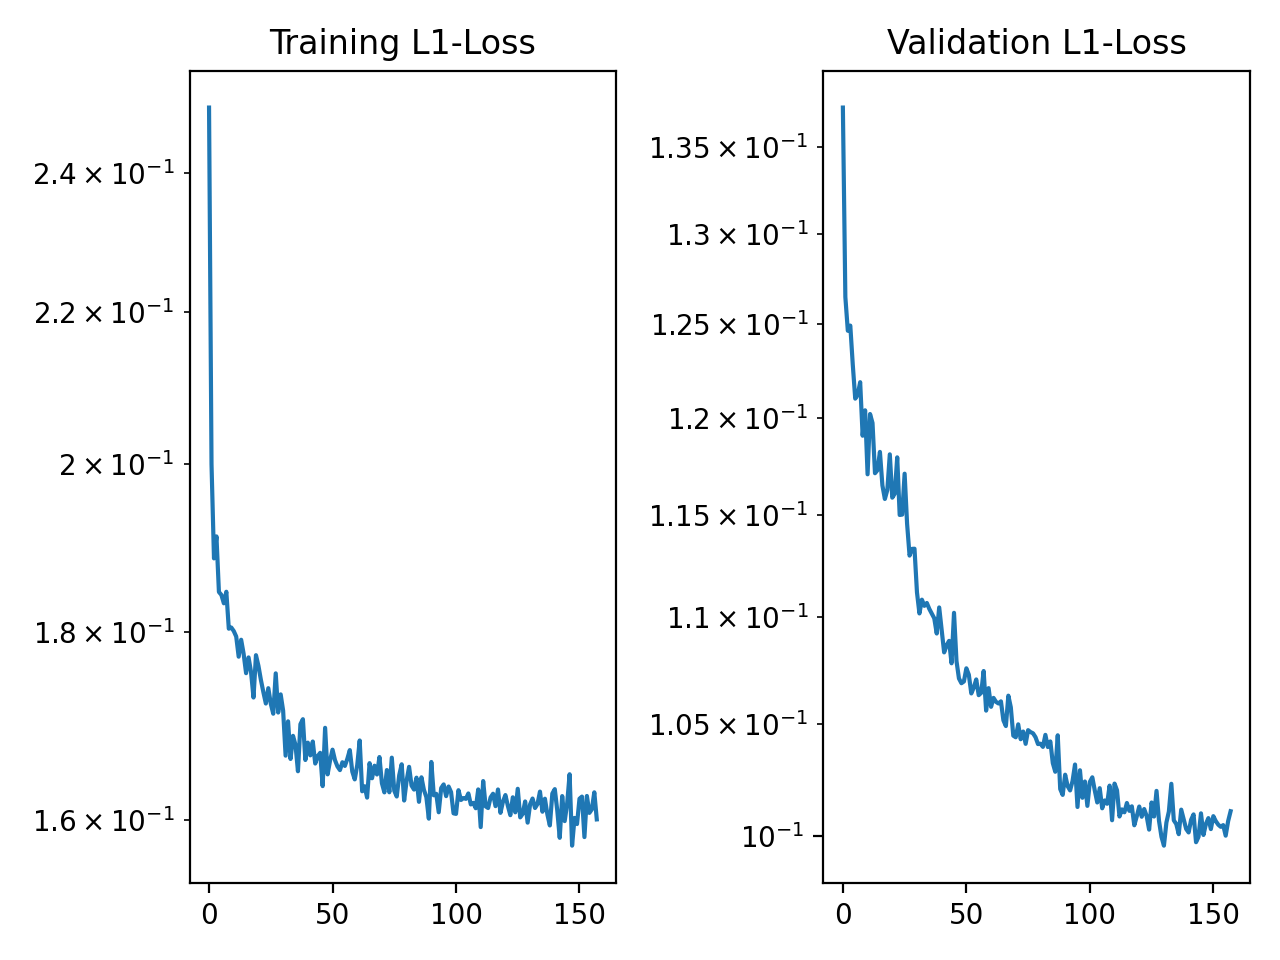 Training L1-Loss
2.4 × 10⁻¹
2.2 × 10⁻¹
2 × 10⁻¹
1.8 × 10⁻¹
1.6 × 10⁻¹
0 50 100 150
Validation L1-Loss
1.35 × 10⁻¹
1.3 × 10⁻¹
1.25 × 10⁻¹
1.2 × 10⁻¹
1.15 × 10⁻¹
1.1 × 10⁻¹
1.05 × 10⁻¹
10⁻¹
0 50 100 150